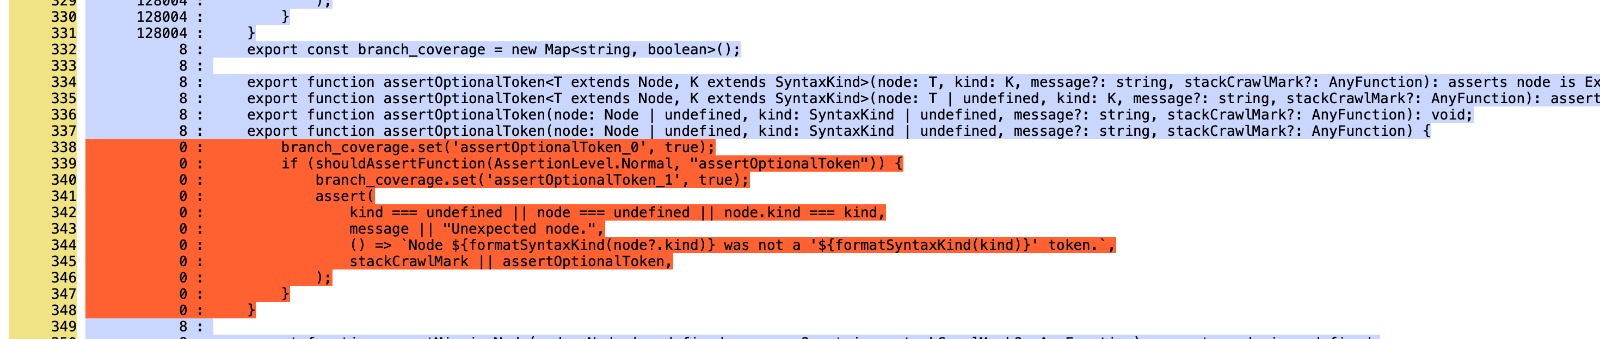 329 128004 : );
330 128004 : }
331 128004 : }
332 8 : export const branch_coverage = new Map<string, boolean>();
333 8 :
334 8 : export function assertOptionalToken<T extends Node, K extends SyntaxKind>(node: T, kind: K, message?: string, stackCrawlMark?: AnyFunction): asserts node is Ex
335 8 : export function assertOptionalToken<T extends Node, K extends SyntaxKind>(node: T | undefined, kind: K, message?: string, stackCrawlMark?: AnyFunction): assert
336 8 : export function assertOptionalToken(node: Node | undefined, kind: SyntaxKind | undefined, message?: string, stackCrawlMark?: AnyFunction): void;
337 8 : export function assertOptionalToken(node: Node | undefined, kind: SyntaxKind | undefined, message?: string, stackCrawlMark?: AnyFunction) {
338 0 : branch_coverage.set('assertOptionalToken_0', true);
339 0 : if (shouldAssertFunction(AssertionLevel.Normal, "assertOptionalToken")) {
340 0 : branch_coverage.set('assertOptionalToken_1', true);
341 0 : assert(
342 0 : kind === undefined || node === undefined || node.kind === kind,
343 0 : message || "Unexpected node.",
344 0 : () => `Node ${formatSyntaxKind(node?.kind)} was not a '${formatSyntaxKind(kind)}' token.`,
345 0 : stackCrawlMark || assertOptionalToken,
346 0 : );
347 0 : }
348 0 : }
349 8 :